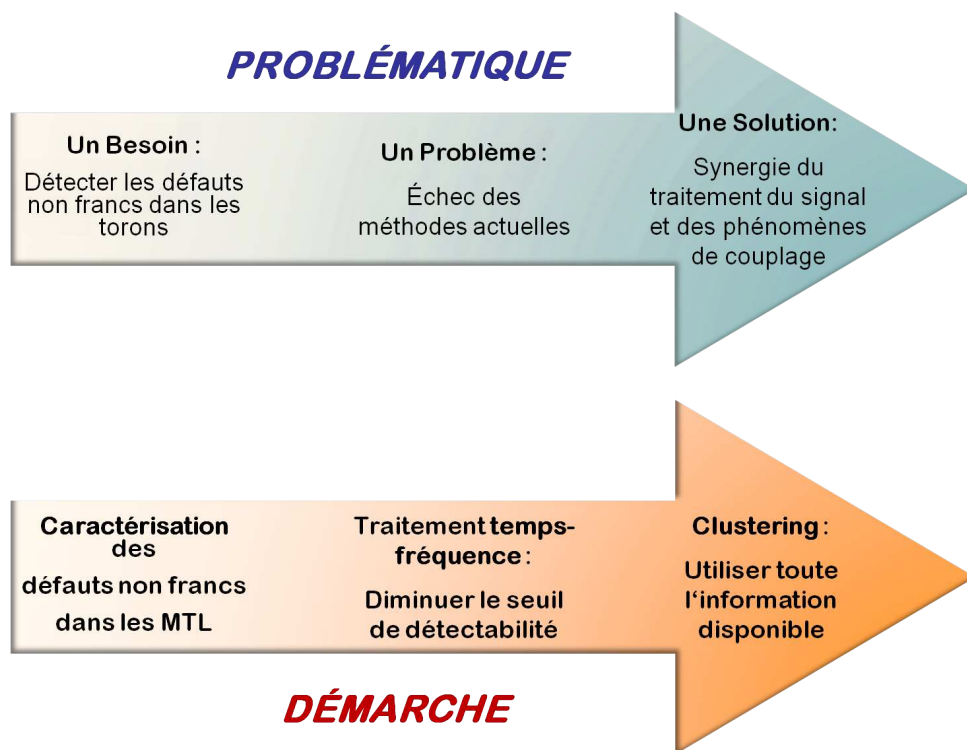 PROBLÉMATIQUE
Un Besoin :
Détecter les défauts
non francs dans les
torons
Un Problème :
Échec des
méthodes actuelles
Une Solution:
Synergie du
traitement du signal
et des phénomènes
de couplage
Caractérisation
des
défauts non francs
dans les MTL
Traitement temps-
fréquence :
Diminuer le seuil
de détectabilité
Clustering :
Utiliser toute
l‘information
disponible
DÉMARCHE